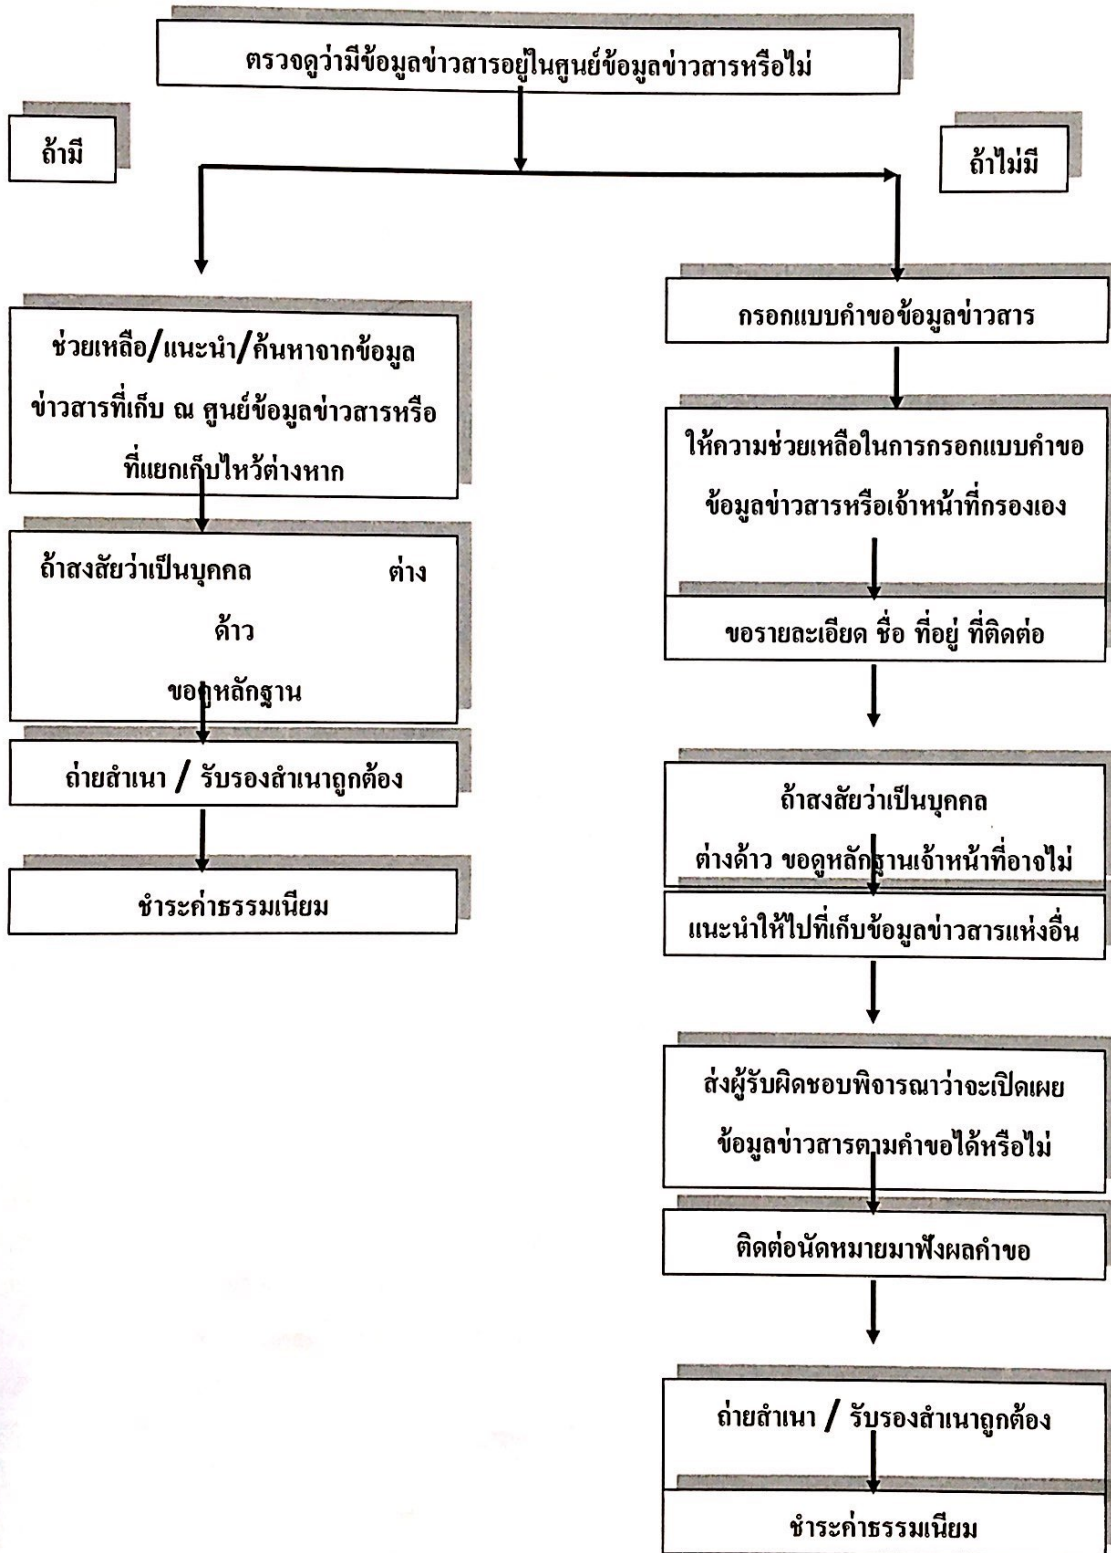 ตรวจดูว่ามีข้อมูลข่าวสารอยู่ในศูนย์ข้อมูลข่าวสารหรือไม่
ถ้ามี
ถ้าไม่มี
ช่วยเหลือ/แนะนำ/ค้นหาจากข้อมูล
ข่าวสารที่เก็บ ณ ศูนย์ข้อมูลข่าวสารหรือ
ที่แยกเก็บไหว้ต่างหาก
ถ้าสงสัยว่าเป็นบุคคล ต่าง
ด้าว
ขอดูหลักฐาน
ถ่ายสำเนา / รับรองสำเนาถูกต้อง
ชำระค่าธรรมเนียม
กรอกแบบคำขอข้อมูลข่าวสาร
ให้ความช่วยเหลือในการกรอกแบบคำขอ
ข้อมูลข่าวสารหรือเจ้าหน้าที่กรองเอง
ขอรายละเอียด ชื่อ ที่อยู่ ที่ติดต่อ
ถ้าสงสัยว่าเป็นบุคคล
ต่างด้าว ขอดูหลักฐานเจ้าหน้าที่อาจไม่
แนะนำให้ไปที่เก็บข้อมูลข่าวสารแห่งอื่น
ส่งผู้รับผิดชอบพิจารณาว่าจะเปิดเผย
ข้อมูลข่าวสารตามคำขอได้หรือไม่
ติดต่อนัดหมายมาฟังผลคำขอ
ถ่ายสำเนา / รับรองสำเนาถูกต้อง
ชำระค่าธรรมเนียม